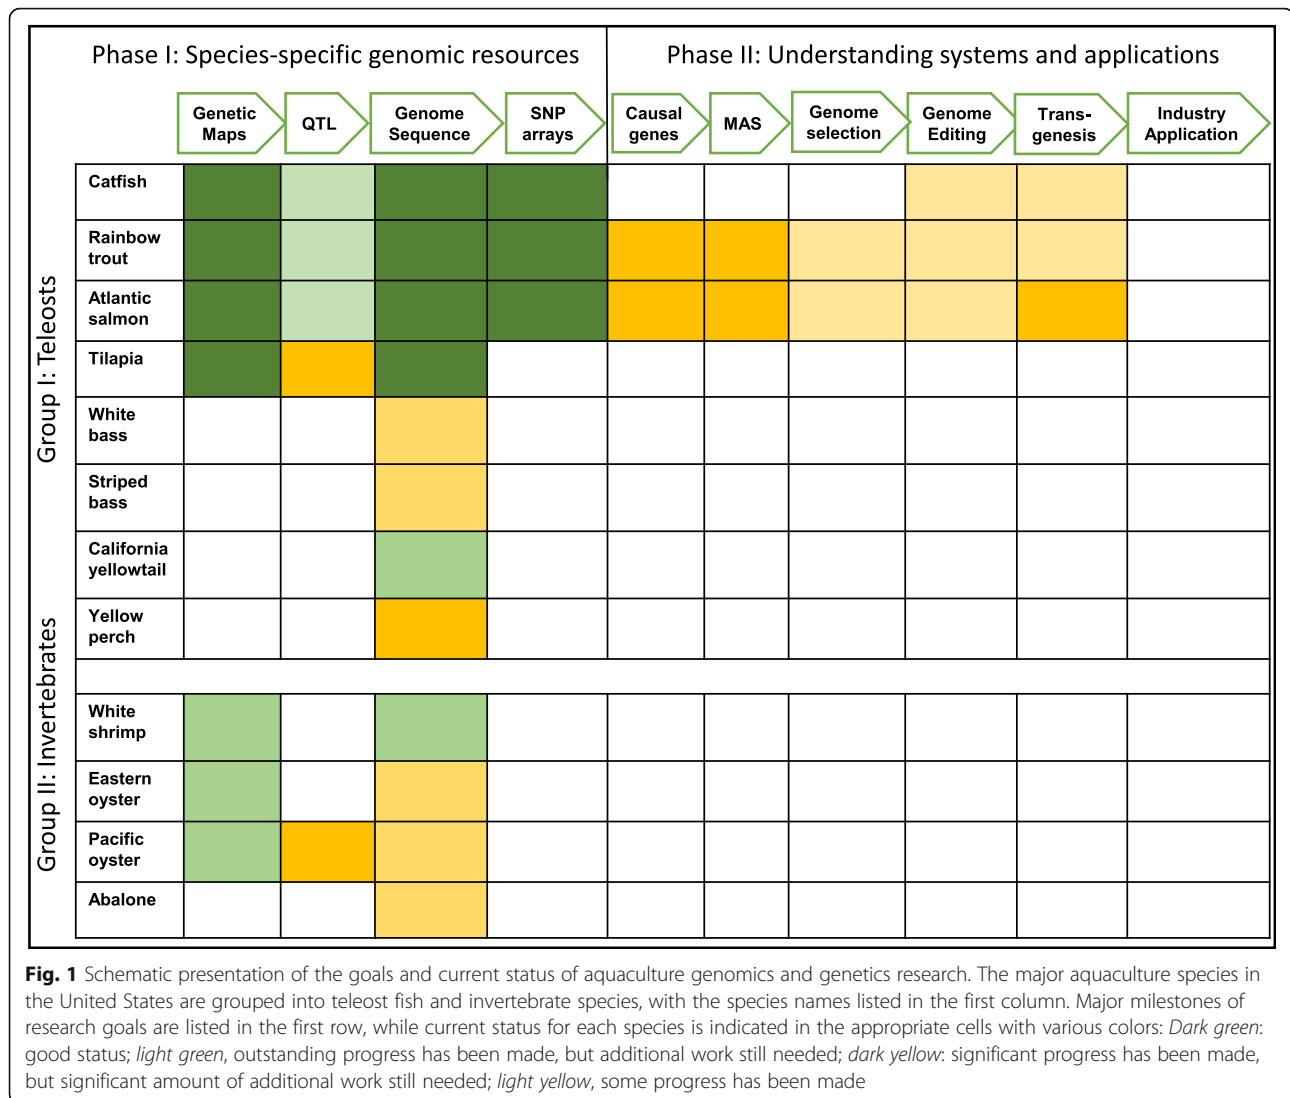 Phase I: Species-specific genomic resources
Phase II: Understanding systems and applications
Genetic
Maps
QTL
Genome
Sequence
SNP
arrays
Causal
genes
MAS
Genome
selection
Genome
Editing
Trans-
genesis
Industry
Application
Group I: Teleosts
Catfish
Rainbow
trout
Atlantic
salmon
Tilapia
White
bass
Striped
bass
California
yellowtail
Yellow
perch
Group II: Invertebrates
White
shrimp
Eastern
oyster
Pacific
oyster
Abalone
Fig. 1 Schematic presentation of the goals and current status of aquaculture genomics and genetics research. The major aquaculture species in
the United States are grouped into teleost fish and invertebrate species, with the species names listed in the first column. Major milestones of
research goals are listed in the first row, while current status for each species is indicated in the appropriate cells with various colors: Dark green:
good status; light green, outstanding progress has been made, but additional work still needed; dark yellow: significant progress has been made,
but significant amount of additional work still needed; light yellow, some progress has been made